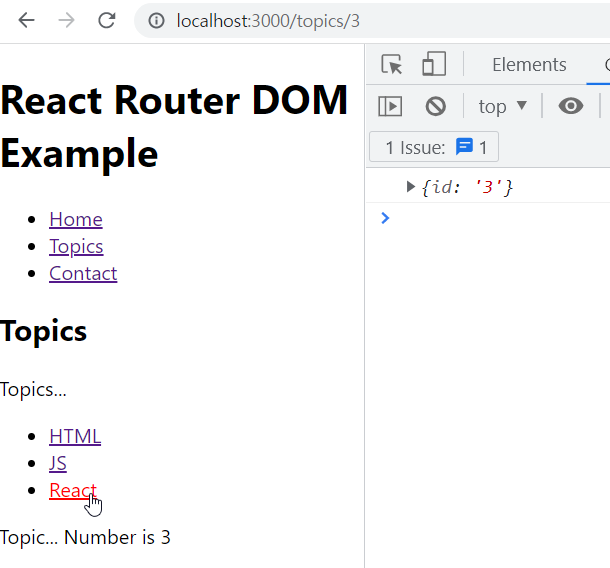 localhost:3000/topics/3
Elements
top
1 Issue: 1
{id: '3'}
React Router DOM
Example
Home
Topics
Contact
Topics
Topics...
HTML
JS
React
Topic... Number is 3